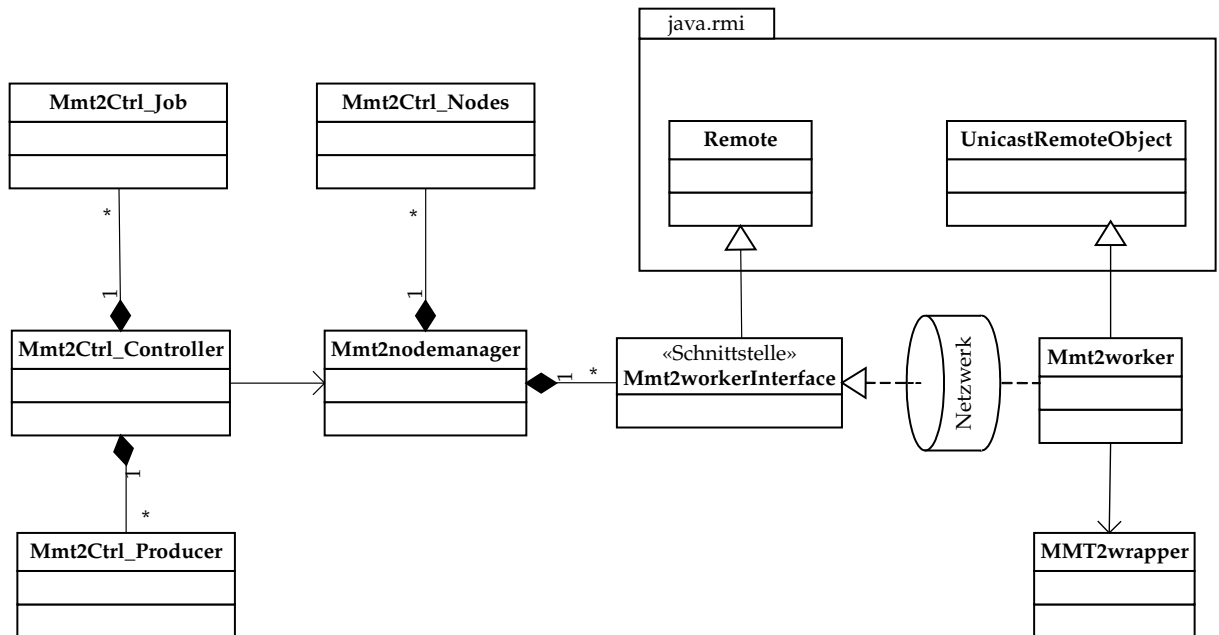 java.rmi
Mmt2Ctrl_Job
Mmt2Ctrl_Nodes
Remote
UnicastRemoteObject
*
*
1
1
Mmt2Ctrl_Controller
Mmt2nodemanager
1
*
«Schnittstelle»
Mmt2workerInterface
Netzwerk
Mmt2worker
1
*
Mmt2Ctrl_Producer
MMT2wrapper